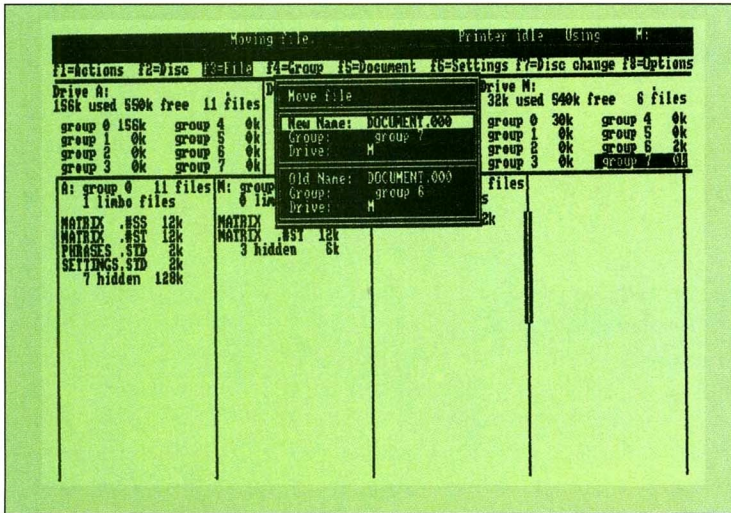 Moving file. Printer idle Using M:
f1=Actions f2=Disc f3=File f4=Group f5=Document f6=Settings f7=Disc change f8=Options
Drive A:
156k used 550k free 11 files
group 0 156k group 4 0k
group 1 0k group 5 0k
group 2 0k group 6 0k
group 3 0k group 7 0k
D
Move file
New Name: DOCUMENT.000
Group: group 7
Drive: M
Old Name: DOCUMENT.000
Group: group 6
Drive: M
Drive M:
32k used 540k free 6 files
group 0 30k group 4 0k
group 1 0k group 5 0k
group 2 0k group 6 2k
group 3 0k group 7 0k
A: group 0 11 files
1 limbo files
MATRIX .#SS 12k
MATRIX .#ST 12k
PHRASES .STD 2k
SETTINGS.STD 2k
7 hidden 128k
M: group
0 lim
MATRIX
MATRIX .#ST 12k
3 hidden 6k
files
s
2k